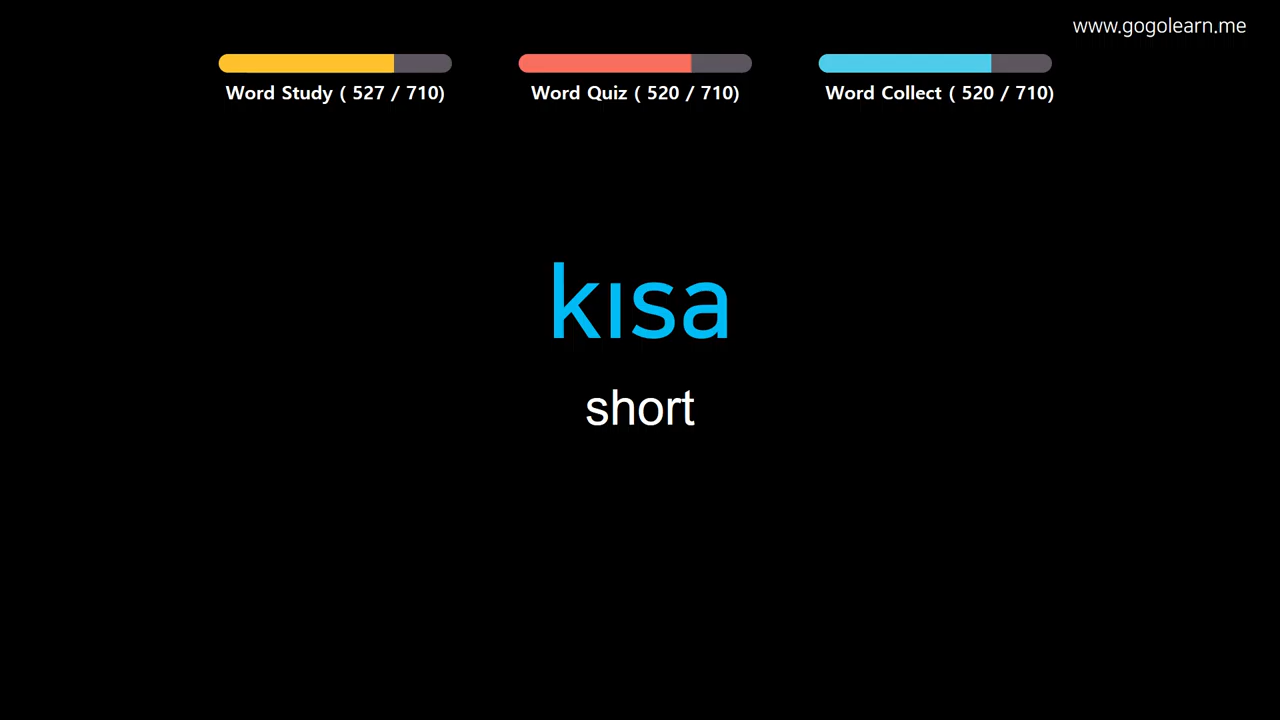 www.gogolearn.me
Word Study ( 527 / 710)
Word Quiz ( 520 / 710)
Word Collect ( 520 / 710)
kısa
short